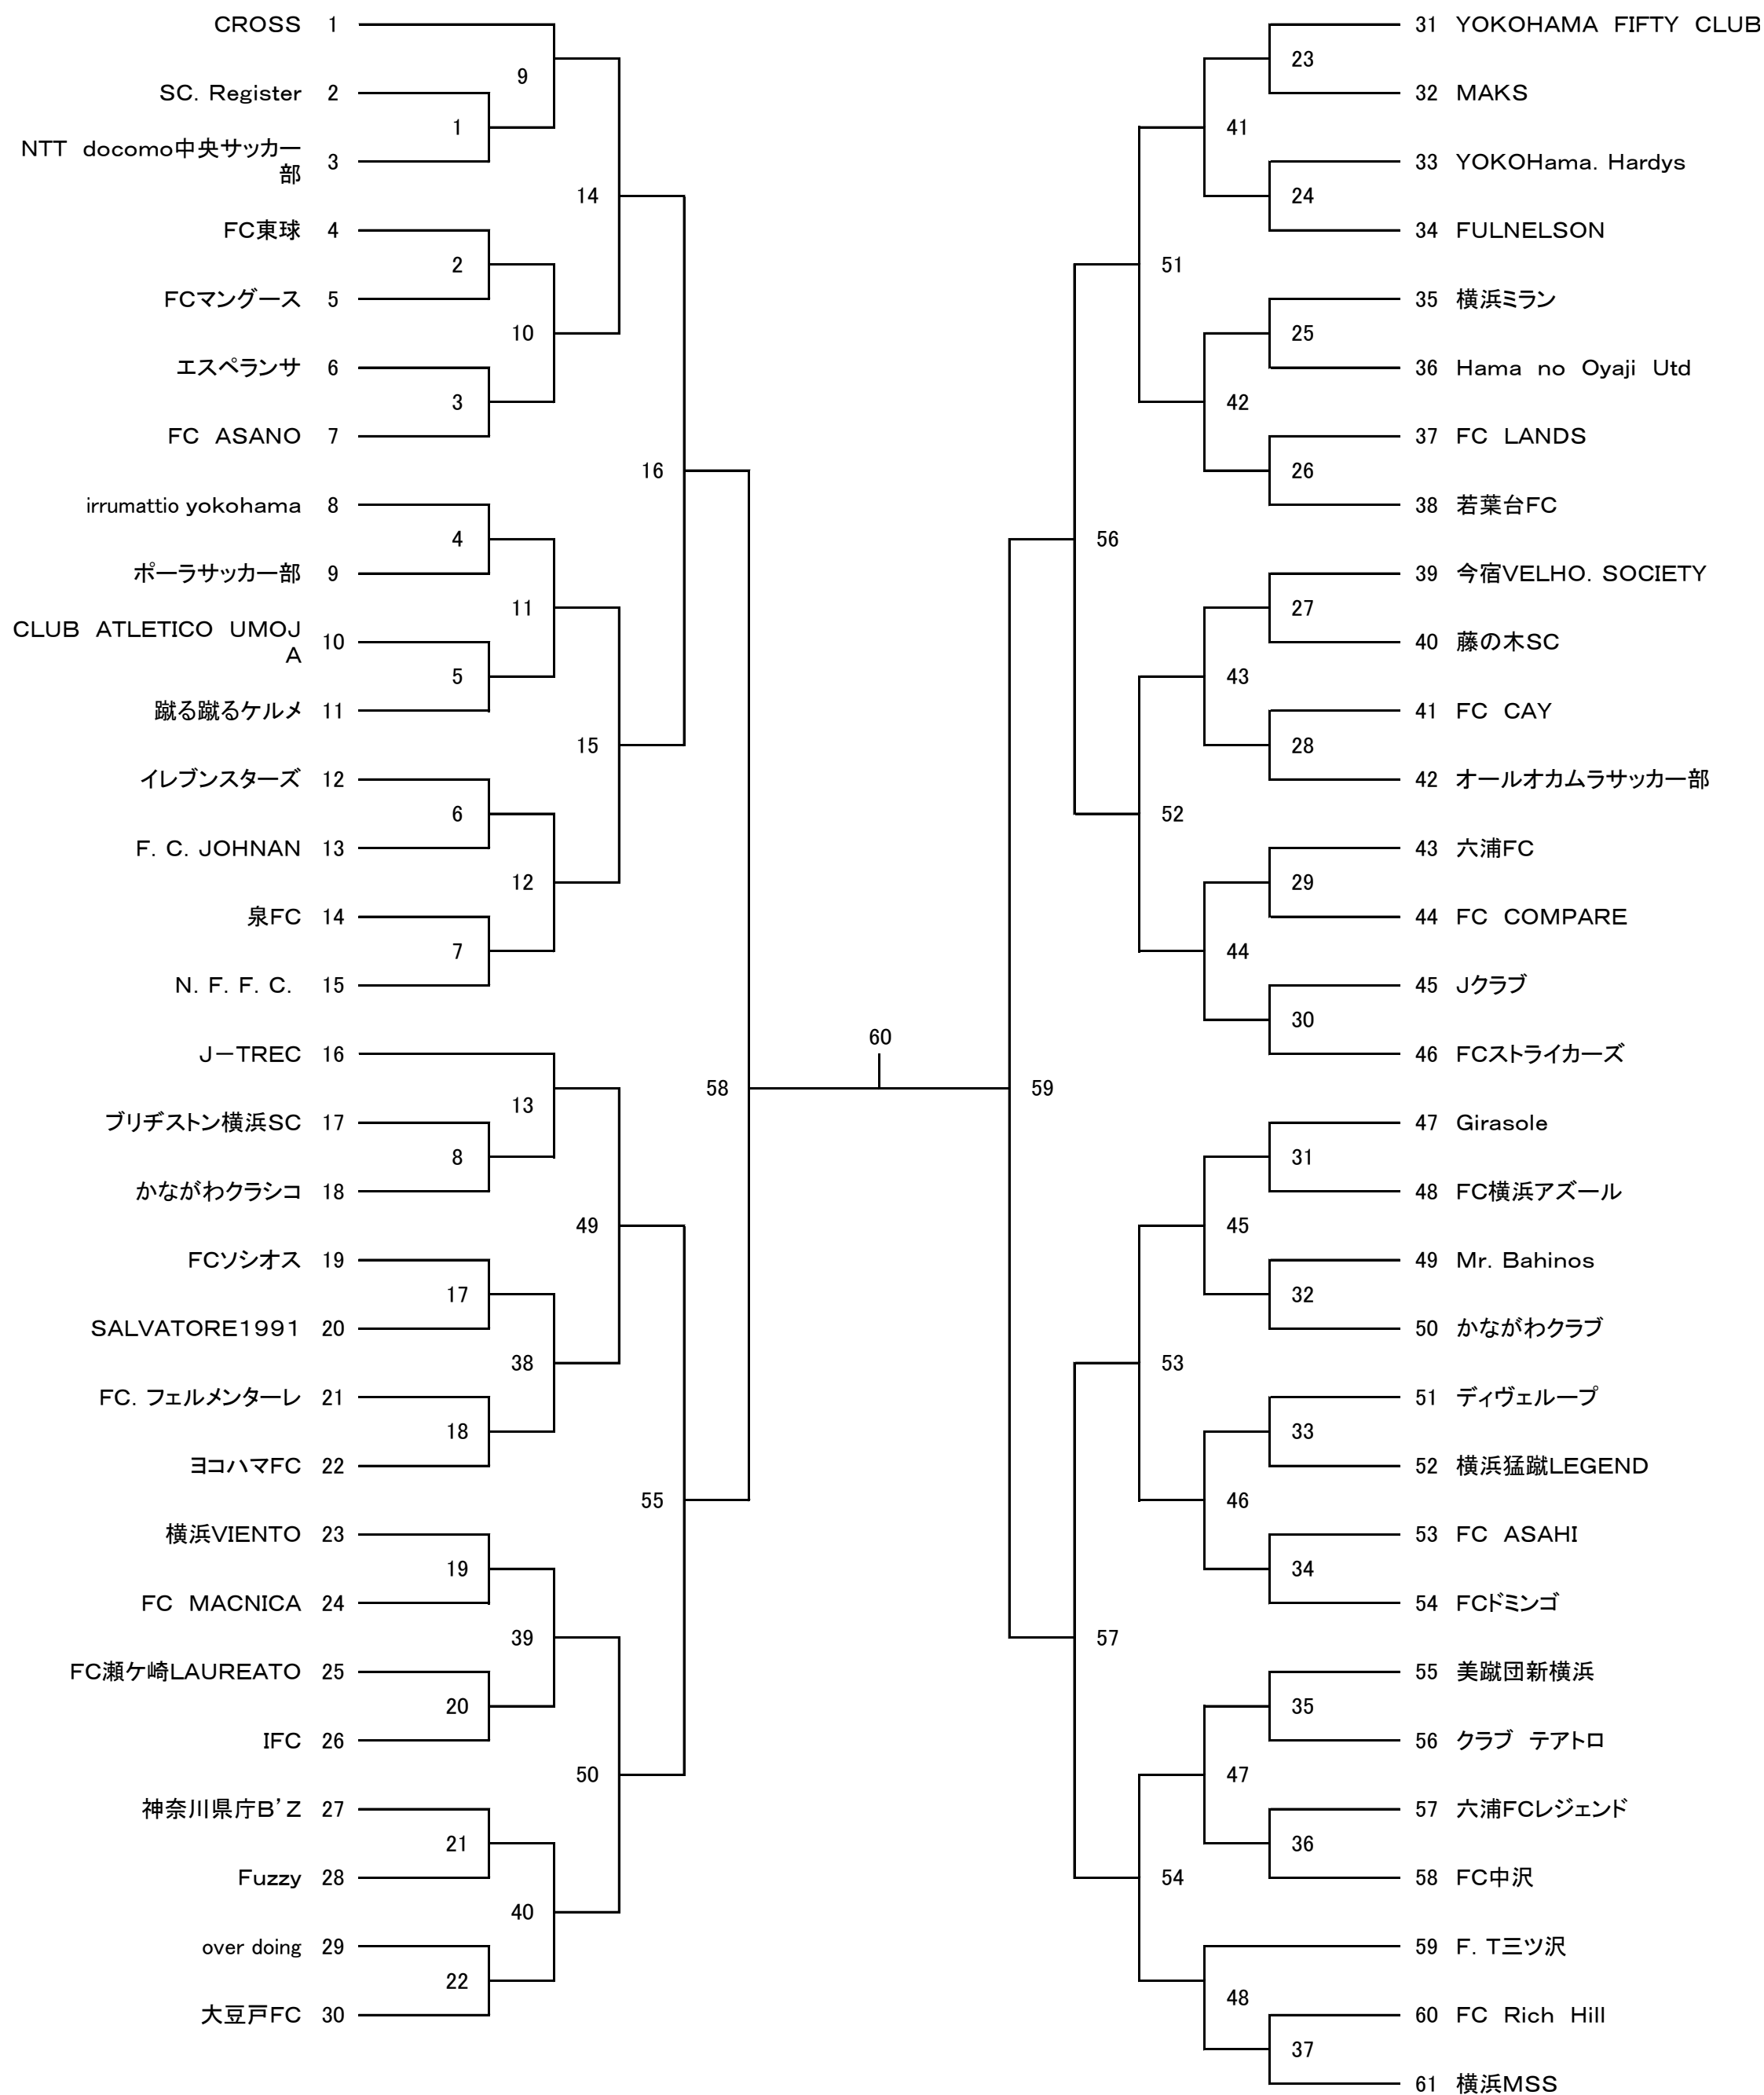 CROSS 1
SC. Register 2
NTT docomo中央サッカー
部 3
FC東球 4
FCマングース 5
エスペランサ 6
FC ASANO 7
irrumattio yokohama 8
ポーラサッカー部 9
CLUB ATLETICO UMOJ
A 10
蹴る蹴るケルメ 11
イレブンスターズ 12
F. C. JOHNAN 13
泉FC 14
N. F. F. C. 15
J－TREC 16
ブリヂストン横浜SC 17
かながわクラシコ 18
FCソシオス 19
SALVATORE1991 20
FC. フェルメンターレ 21
ヨコハマFC 22
横浜VIENTO 23
FC MACNICA 24
FC瀬ケ崎LAUREATO 25
IFC 26
神奈川県庁B’Z 27
Fuzzy 28
over doing 29
大豆戸FC 30
1
2
3
4
5
6
7
8
17
18
19
20
21
22
9
10
11
12
13
38
39
40
14
15
49
50
16
55
58
60
59
56
57
51
52
53
54
41
42
43
44
45
46
47
48
23
24
25
26
27
28
29
30
31
32
33
34
35
36
37
31 YOKOHAMA FIFTY CLUB
32 MAKS
33 YOKOHama. Hardys
34 FULNELSON
35 横浜ミラン
36 Hama no Oyaji Utd
37 FC LANDS
38 若葉台FC
39 今宿VELHO. SOCIETY
40 藤の木SC
41 FC CAY
42 オールオカムラサッカー部
43 六浦FC
44 FC COMPARE
45 Jクラブ
46 FCストライカーズ
47 Girasole
48 FC横浜アズール
49 Mr. Bahinos
50 かながわクラブ
51 ディヴェループ
52 横浜猛蹴LEGEND
53 FC ASAHI
54 FCドミンゴ
55 美蹴団新横浜
56 クラブ テアトロ
57 六浦FCレジェンド
58 FC中沢
59 F. T三ツ沢
60 FC Rich Hill
61 横浜MSS